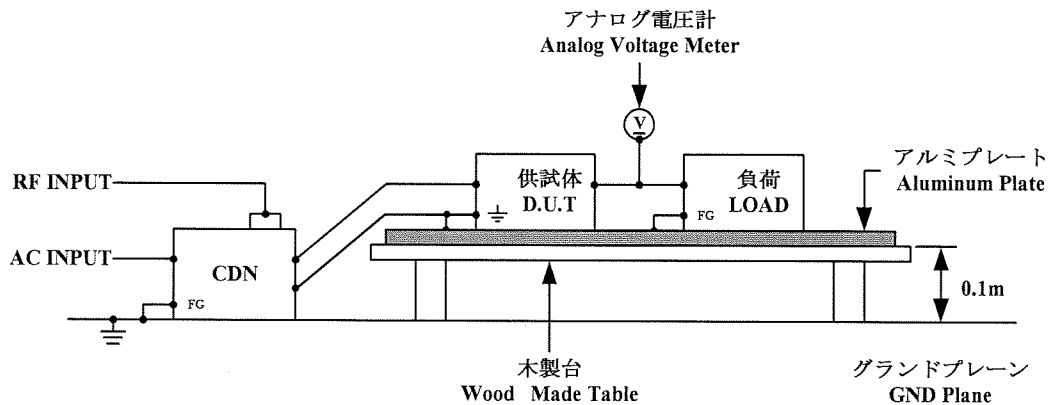 アナログ電圧計
Analog Voltage Meter
V
アルミプレート
Aluminum Plate
供試体
D.U.T
負荷
LOAD
FG
RF INPUT
AC INPUT
CDN
FG
0.1m
木製台
Wood Made Table
グランドプレーン
GND Plane